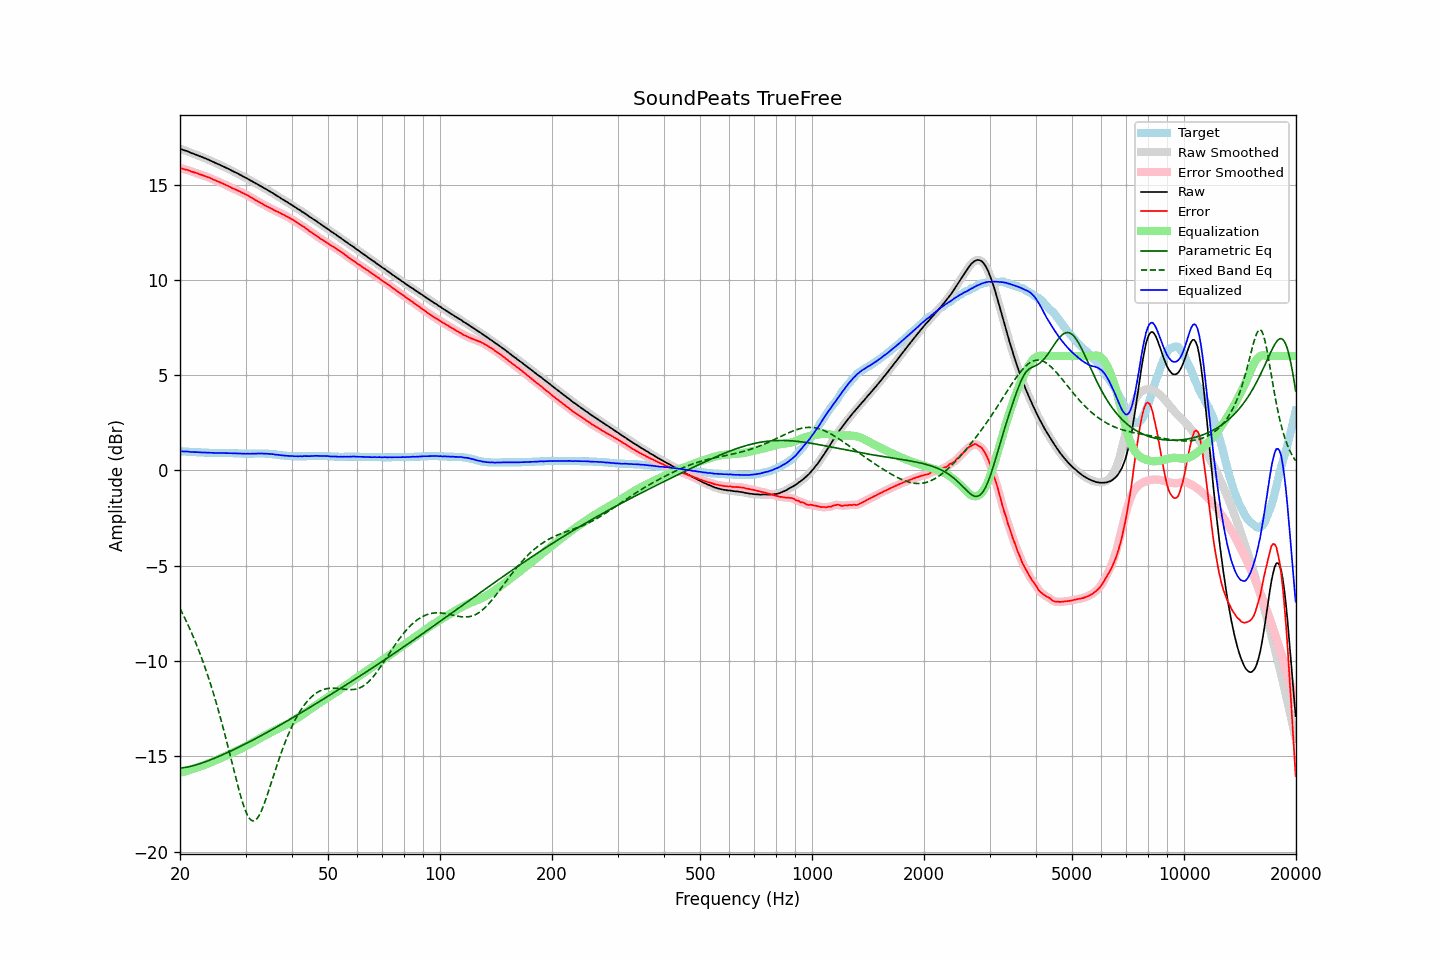 SoundPeats TrueFree
Amplitude (dBr)
15
10
5
0
−5
−10
−15
−20
Target
Raw Smoothed
Error Smoothed
Raw
Error
Equalization
Parametric Eq
Fixed Band Eq
Equalized
20 50 100 200 500 1000 2000 5000 10000 20000
Frequency (Hz)